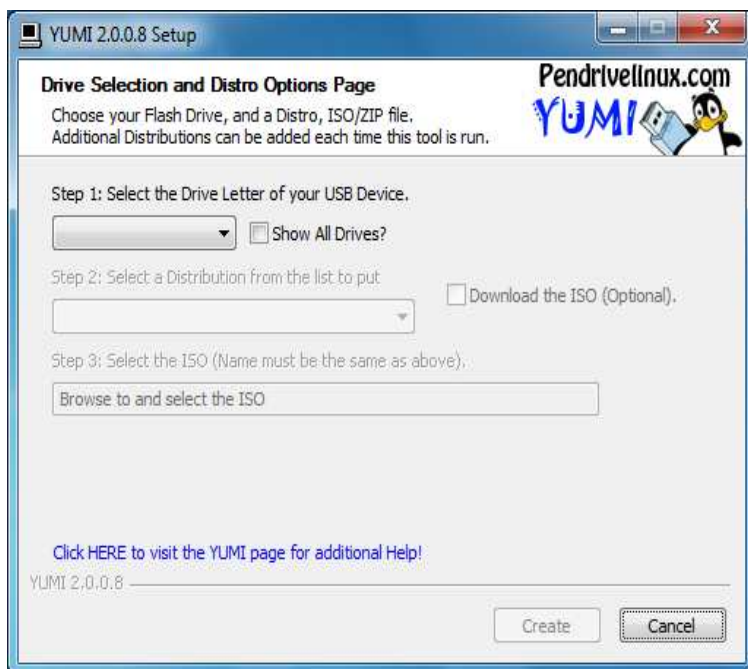 YUMI 2.0.0.8 Setup
Drive Selection and Distro Options Page
Choose your Flash Drive, and a Distro, ISO/ZIP file.
Additional Distributions can be added each time this tool is run.
Pendrivelinux.com
YUMI
Step 1: Select the Drive Letter of your USB Device.
Show All Drives?
Step 2: Select a Distribution from the list to put
Download the ISO (Optional).
Step 3: Select the ISO (Name must be the same as above).
Browse to and select the ISO
Click HERE to visit the YUMI page for additional Help!
YUMI 2.0.0.8
Create
Cancel